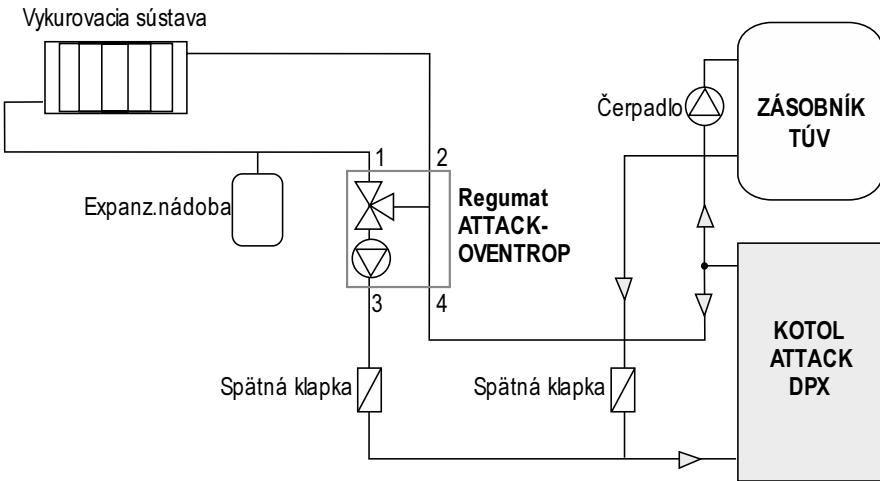 Vykurovacia sústava
Čerpadlo
ZÁSOBNÍK
TÚV
1
2
Expanz.nádoba
Regumat
ATTACK-
OVENTROP
3
4
KOTOL
ATTACK
DPX
Spätná klapka
Spätná klapka